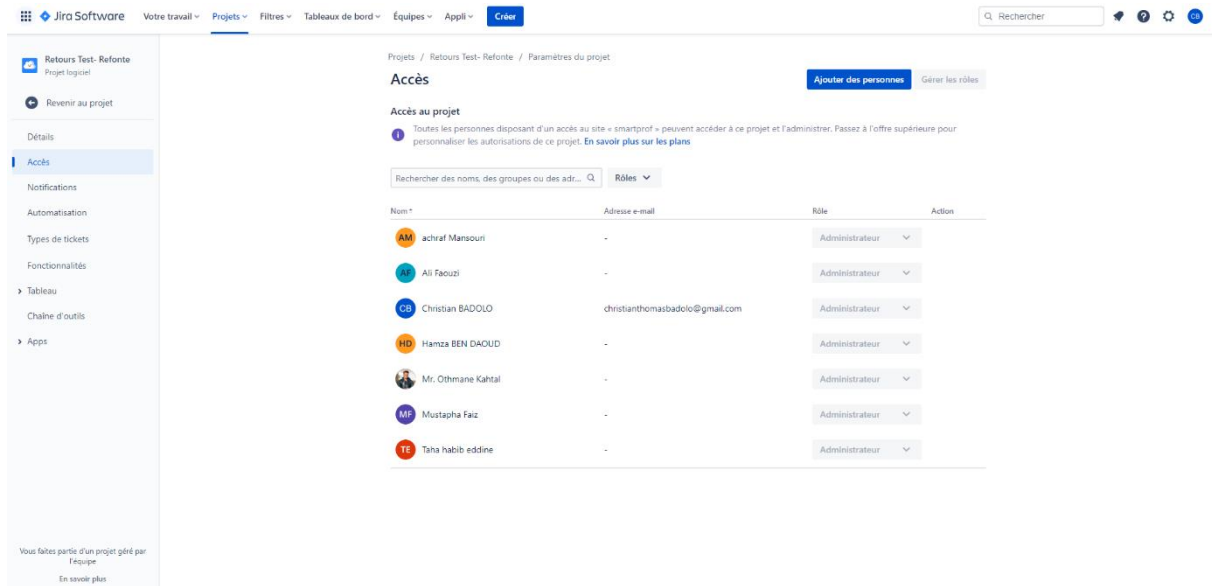 Jira Software Votre travail Projets Filtres Tableaux de bord Équipes Appli Créer Rechercher CB
Retours Test- Refonte
Projet logiciel
Revenir au projet
Détails
Accès
Notifications
Automatisation
Types de tickets
Fonctionnalités
Tableau
Chaîne d'outils
Apps
Vous faites partie d'un projet géré par
l'équipe
En savoir plus
Projets / Retours Test- Refonte / Paramètres du projet
Accès Ajouter des personnes Gérer les rôles
Accès au projet
Toutes les personnes disposant d'un accès au site « smartprof » peuvent accéder à ce projet et l'administrer. Passez à l'offre supérieure pour
personnaliser les autorisations de ce projet. En savoir plus sur les plans
Rechercher des noms, des groupes ou des adr... Rôles
Nom Adresse e-mail Rôle Action
AM achraf Mansouri - Administrateur
AF Ali Faouzi - Administrateur
CB Christian BADOLO christianthomasbadolo@gmail.com Administrateur
HD Hamza BEN DAOUD - Administrateur
Mr. Othmane Kahtal - Administrateur
MF Mustapha Faiz - Administrateur
TE Taha habib eddine - Administrateur